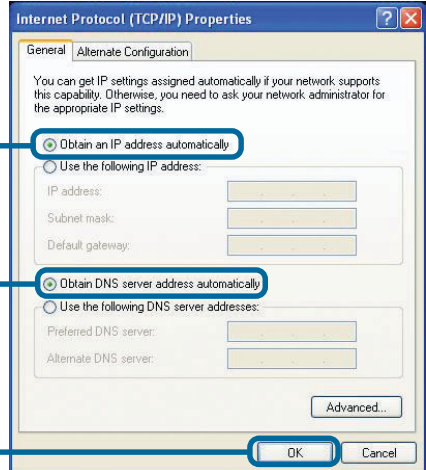 Internet Protocol (TCP/IP) Properties
General
Alternate Configuration
You can get IP settings assigned automatically if your network supports
this capability. Otherwise, you need to ask your network administrator for
the appropriate IP settings.
Obtain an IP address automatically
Use the following IP address:
IP address:
Subnet mask:
Default gateway:
Obtain DNS server address automatically
Use the following DNS server addresses:
Preferred DNS server:
Alternate DNS server:
Advanced...
OK
Cancel